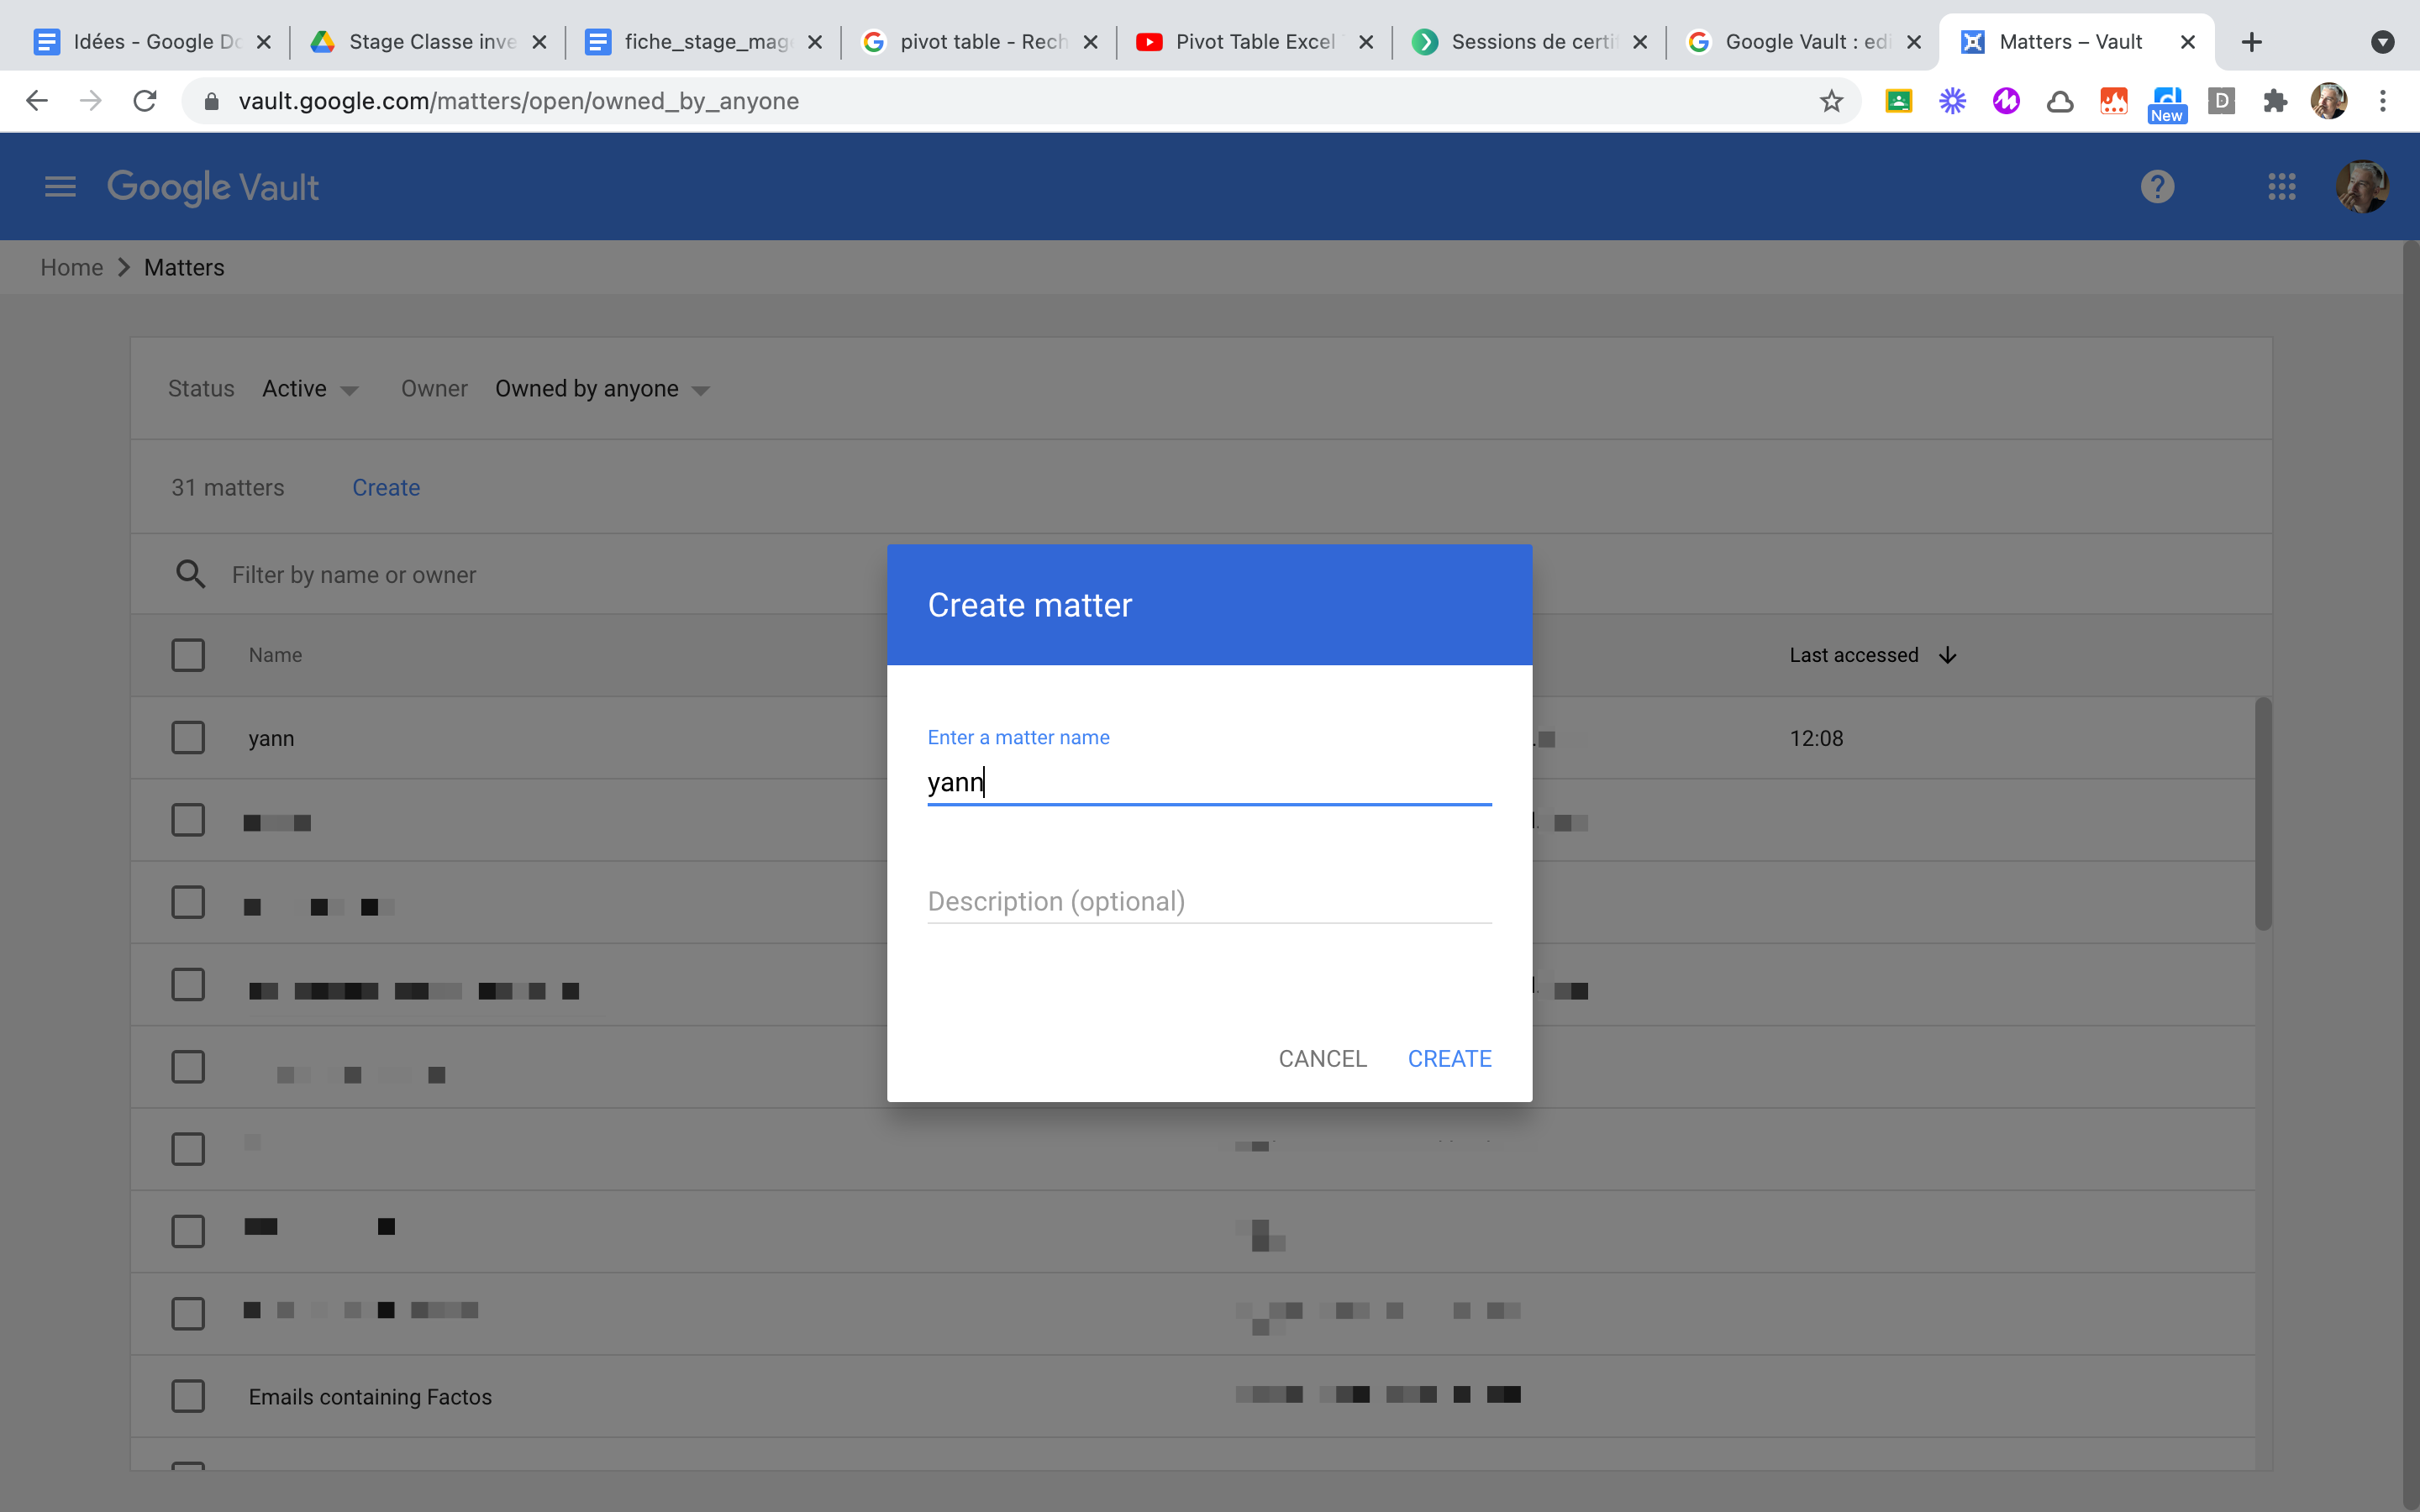 Idées - Google Do
Stage Classe inve
fiche_stage_mag
pivot table - Rech
Pivot Table Excel
Sessions de certi
Google Vault : edi
Matters – Vault
vault.google.com/matters/open/owned_by_anyone
New
D
Google Vault
Home
Matters
Status Active Owner Owned by anyone
31 matters Create
Filter by name or owner
Name
Last accessed
yann
12:08
Emails containing Factos
Create matter
Enter a matter name
yann
Description (optional)
CANCEL CREATE